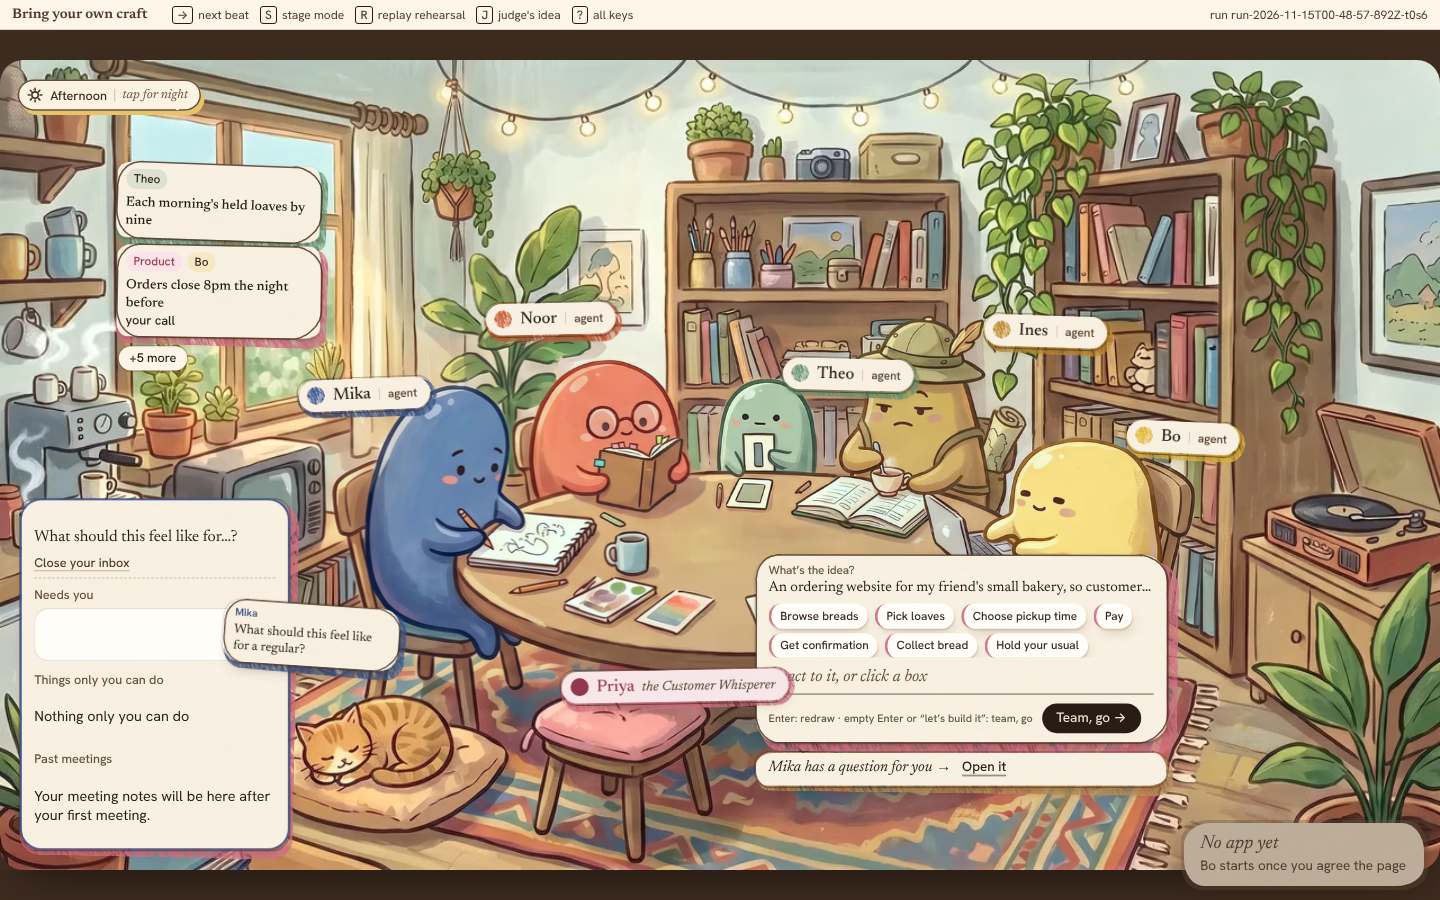 Bring your own craft
→ next beat S stage mode R replay rehearsal J judge's idea ? all keys
run run-2026-11-15T00-48-57-892Z-t0s6
Afternoon tap for night
Theo
Each morning's held loaves by
nine
Product Bo
Orders close 8pm the night
before
your call
+5 more
Noor agent
Ines agent
Theo agent
Mika agent
Bo agent
What should this feel like for...?
Close your inbox
Needs you
Mika
What should this feel like
for a regular?
Things only you can do
Nothing only you can do
Past meetings
Your meeting notes will be here after
your first meeting.
Priya the Customer Whisperer
What's the idea?
An ordering website for my friend's small bakery, so customer...
Browse breads Pick loaves Choose pickup time Pay
Get confirmation Collect bread Hold your usual
act to it, or click a box
Enter: redraw · empty Enter or “let's build it”: team, go Team, go →
Mika has a question for you → Open it
No app yet
Bo starts once you agree the page